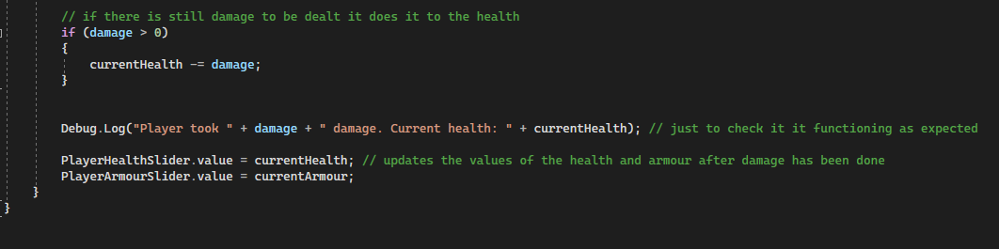 // if there is still damage to be dealt it does it to the health
if (damage > 0)
{
currentHealth -= damage;
}
Debug.Log("Player took " + damage + " damage. Current health: " + currentHealth); // just to check it it functioning as expected
PlayerHealthSlider.value = currentHealth; // updates the values of the health and armour after damage has been done
PlayerArmourSlider.value = currentArmour;
}
}